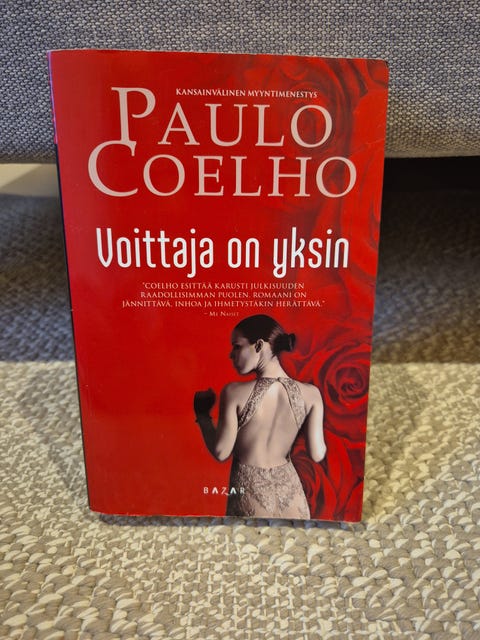 KANSAINVÄLINEN MYYNTIMENESTYS
PAULO
COELHO
Voittaja on yksin
"COELHO ESITTÄÄ KARUSTI JULKISUUDEN
RAADOLLISIMMAN PUOLEN. ROMAANI ON
JÄNNITTÄVÄ, INHOA JA IHMETYSTÄKIN HERÄTTÄVÄ."
- ME NAISET
BAZAR